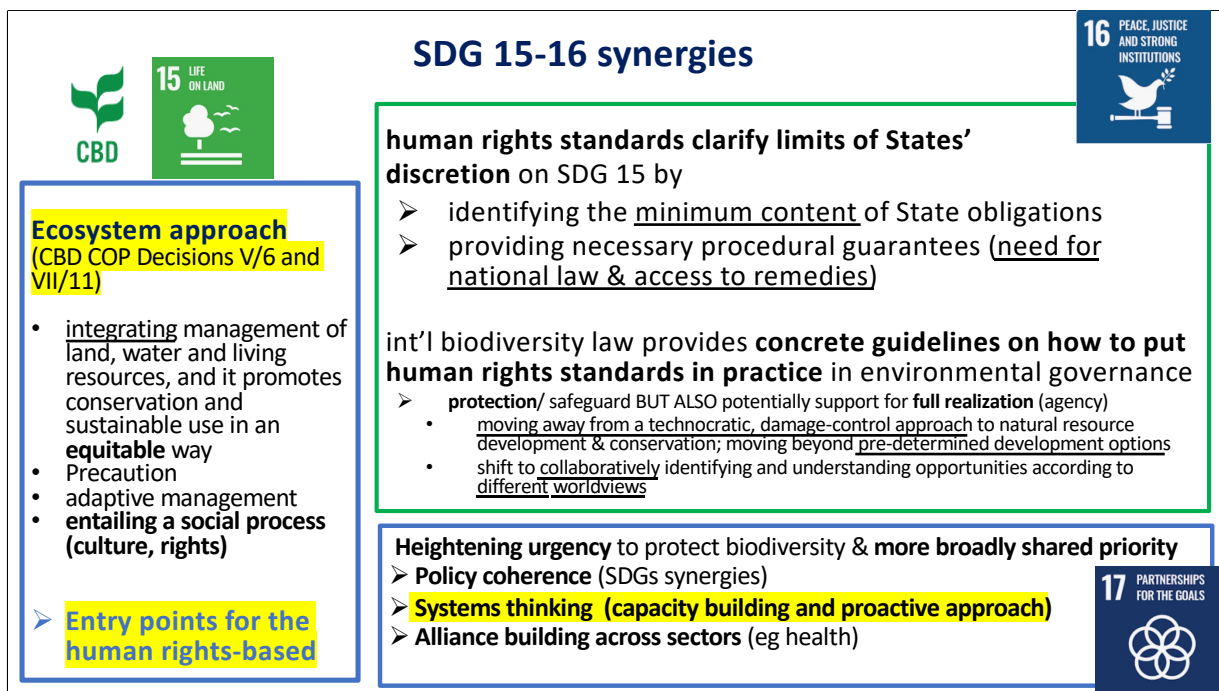 SDG 15-16 synergies
16 PEACE, JUSTICE
AND STRONG
INSTITUTIONS
CBD
15 LIFE
ON LAND
Ecosystem approach
(CBD COP Decisions V/6 and
VII/11)
• integrating management of
land, water and living
resources, and it promotes
conservation and
sustainable use in an
equitable way
• Precaution
• adaptive management
• entailing a social process
(culture, rights)
➢ Entry points for the
human rights-based
human rights standards clarify limits of States’
discretion on SDG 15 by
➢ identifying the minimum content of State obligations
➢ providing necessary procedural guarantees (need for
national law & access to remedies)
int’l biodiversity law provides concrete guidelines on how to put
human rights standards in practice in environmental governance
➢ protection/ safeguard BUT ALSO potentially support for full realization (agency)
• moving away from a technocratic, damage-control approach to natural resource
development & conservation; moving beyond pre-determined development options
• shift to collaboratively identifying and understanding opportunities according to
different worldviews
Heightening urgency to protect biodiversity & more broadly shared priority
➢ Policy coherence (SDGs synergies)
➢ Systems thinking (capacity building and proactive approach)
➢ Alliance building across sectors (eg health)
17 PARTNERSHIPS
FOR THE GOALS